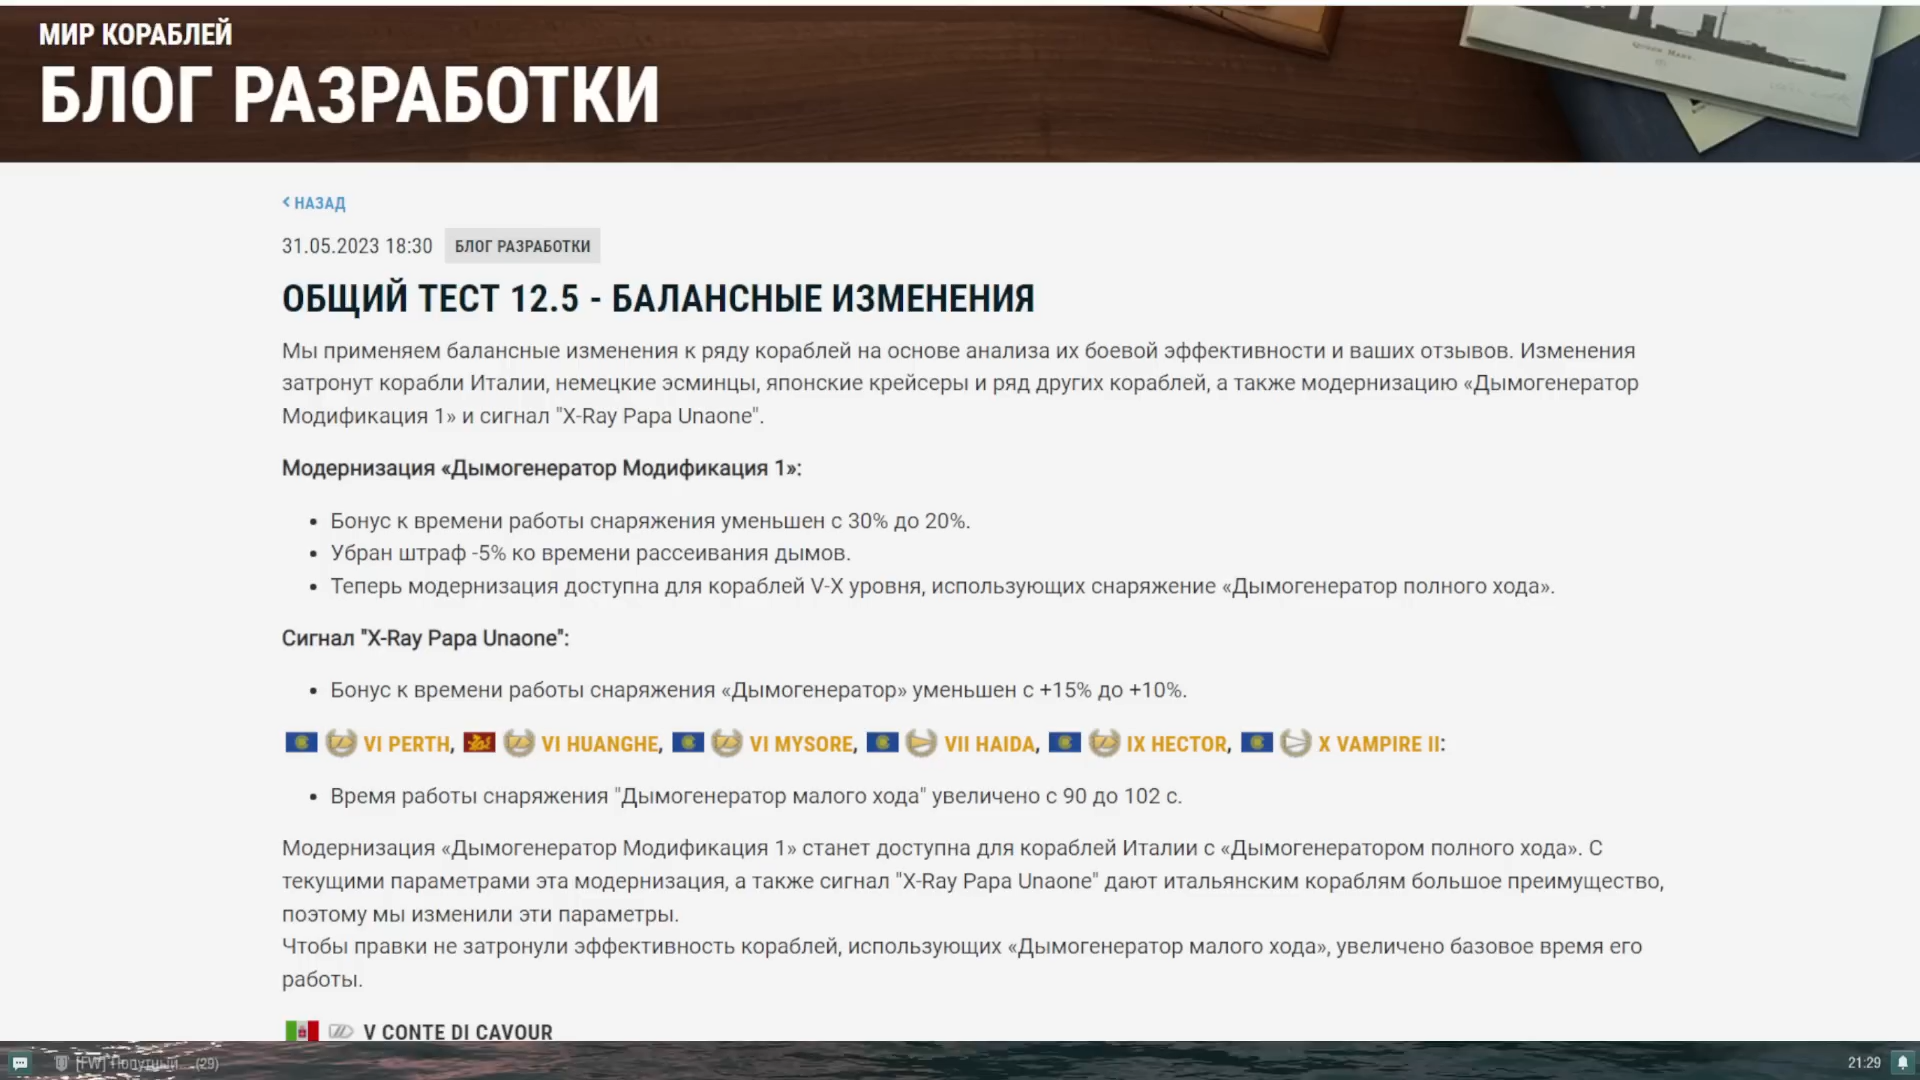 МИР КОРАБЛЕЙ
БЛОГ РАЗРАБОТКИ
НАЗАД
31.05.2023 18:30 БЛОГ РАЗРАБОТКИ
ОБЩИЙ ТЕСТ 12.5 - БАЛАНСНЫЕ ИЗМЕНЕНИЯ
Мы применяем балансные изменения к ряду кораблей на основе анализа их боевой эффективности и ваших отзывов. Изменения
затронут корабли Италии, немецкие эсминцы, японские крейсеры и ряд других кораблей, а также модернизацию «Дымогенератор
Модификация 1» и сигнал "X-Ray Papa Unaone".
Модернизация «Дымогенератор Модификация 1»:
• Бонус к времени работы снаряжения уменьшен с 30% до 20%.
• Убран штраф -5% ко времени рассеивания дымов.
• Теперь модернизация доступна для кораблей V-X уровня, использующих снаряжение «Дымогенератор полного хода».
Сигнал "X-Ray Papa Unaone":
• Бонус к времени работы снаряжения «Дымогенератор» уменьшен с +15% до +10%.
VI PERTH, VI HUANGHE, VI MYSORE, VII HAIDA, IX HECTOR, X VAMPIRE II:
• Время работы снаряжения "Дымогенератор малого хода" увеличено с 90 до 102 с.
Модернизация «Дымогенератор Модификация 1» станет доступна для кораблей Италии с «Дымогенератором полного хода». С
текущими параметрами эта модернизация, а также сигнал "X-Ray Papa Unaone" дают итальянским кораблям большое преимущество,
поэтому мы изменили эти параметры.
Чтобы правки не затронули эффективность кораблей, использующих «Дымогенератор малого хода», увеличено базовое время его
работы.
V CONTE DI CAVOUR
[FW] Попутный ... (29)
21:29